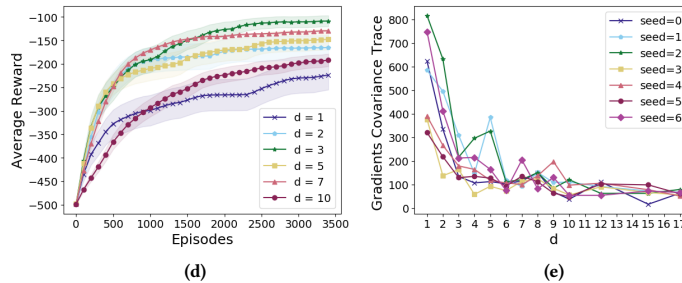 Average Reward
−100
−150
−200
−250
−300
−350
−400
−450
−500
0 500 1000 1500 2000 2500 3000 3500
Episodes
d = 1
d = 2
d = 3
d = 5
d = 7
d = 10
(d)
Gradients Covariance Trace
800
700
600
500
400
300
200
100
0
1 2 3 4 5 6 7 8 9 10 11 12 13 14 15 16 17
d
seed=0
seed=1
seed=2
seed=3
seed=4
seed=5
seed=6
(e)